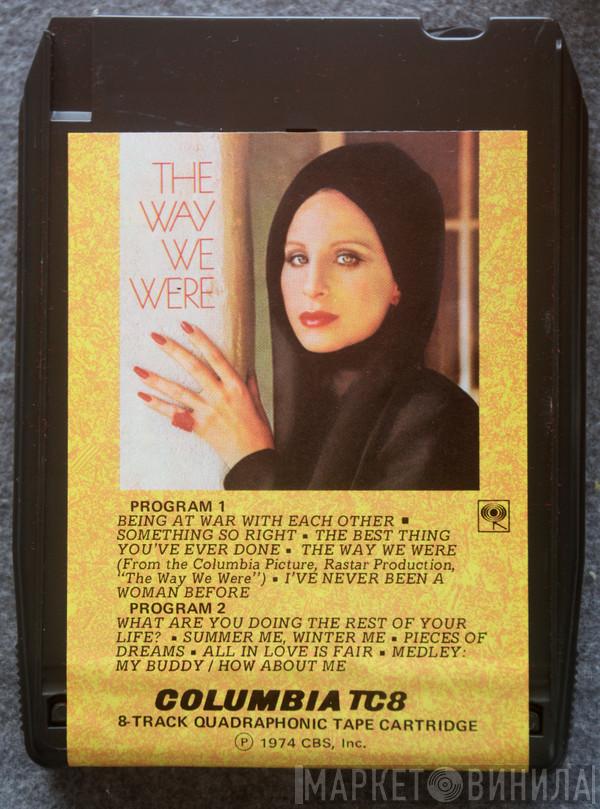 THE
WAY
WE
WERE
PROGRAM 1
BEING AT WAR WITH EACH OTHER ▪
SOMETHING SO RIGHT ▪ THE BEST THING
YOU'VE EVER DONE ▪ THE WAY WE WERE
(From the Columbia Picture, Rastar Production,
"The Way We Were") ▪ I'VE NEVER BEEN A
WOMAN BEFORE
PROGRAM 2
WHAT ARE YOU DOING THE REST OF YOUR
LIFE? ▪ SUMMER ME, WINTER ME ▪ PIECES OF
DREAMS ▪ ALL IN LOVE IS FAIR ▪ MEDLEY:
MY BUDDY / HOW ABOUT ME
COLUMBIA TC8
8-TRACK QUADRAPHONIC TAPE CARTRIDGE
Ⓟ 1974 CBS, Inc.
МАРКЕТ ВИНИЛА